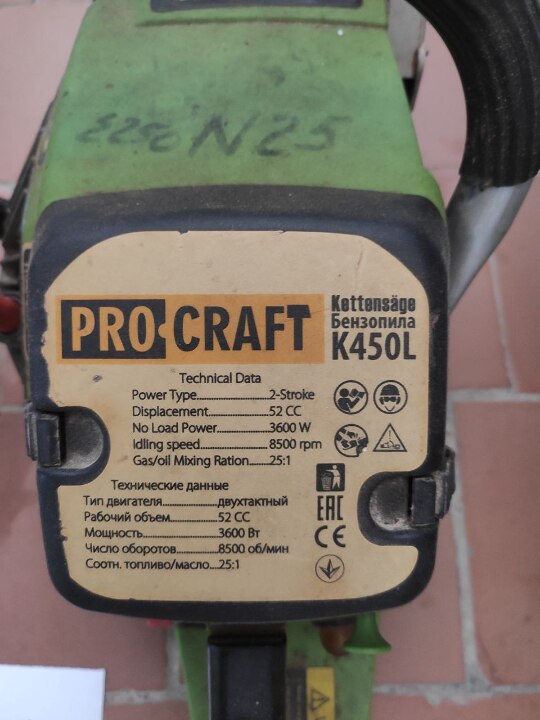 N25
PRO CRAFT
Kettensäge
Бензопила
K450L
Technical Data
Power Type..............2-Stroke
Displacement..............52 CC
No Load Power..............3600 W
Idling speed..............8500 rpm
Gas/oil Mixing Ration.....25:1
Технические данные
Тип двигателя..............двухтактный
Рабочий объем.....52 CC
Мощность..............3600 Вт
Число оборотов.....8500 об/мин
Соотн. топливо/масло....25:1
EAC
CE